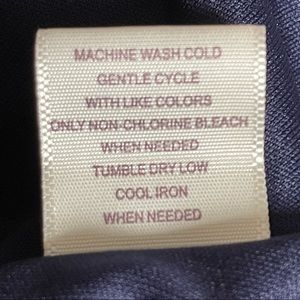 MACHINE WASH COLD
GENTLE CYCLE
WITH LIKE COLORS
ONLY NON-CHLORINE BLEACH
WHEN NEEDED
TUMBLE DRY LOW
COOL IRON
WHEN NEEDED